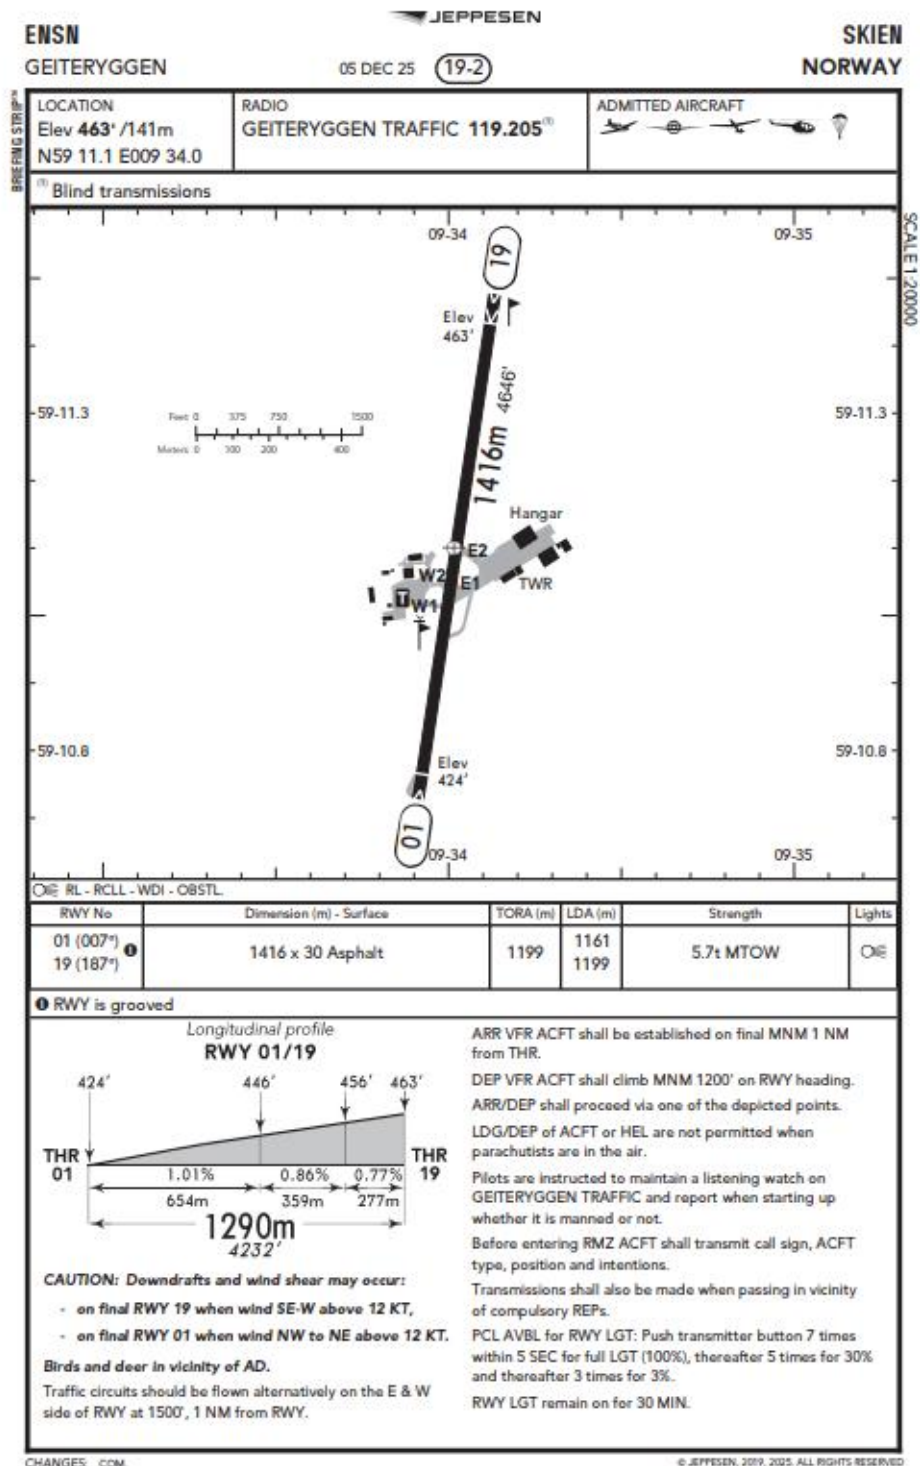 JEPPESEN
ENSN
SKIEN
GEITERYGGEN
05 DEC 25
19-2
NORWAY
BRIEFING STRIP™
LOCATION
Elev 463' /141m
N59 11.1 E009 34.0
RADIO
GEITERYGGEN TRAFFIC 119.205(1)
ADMITTED AIRCRAFT
(1) Blind transmissions
09-34
09-35
SCALE 1:20000
19
Elev
463'
59-11.3
59-11.3
Feet 0 375 750 1500
Meters 0 100 200 400
1416m 4646'
Hangar
E2
W2
E1
TWR
T
W1
59-10.8
59-10.8
Elev
424'
01
09-34
09-35
RL - RCLL - WDI - OBSTL.
RWY No
Dimension (m) - Surface
TORA (m)
LDA (m)
Strength
Lights
01 (007°)
19 (187°)
1
1416 x 30 Asphalt
1199
1161
1199
5.7t MTOW
1 RWY is grooved
Longitudinal profile
RWY 01/19
424' 446' 456' 463'
THR
01
THR
19
1.01% 0.86% 0.77%
654m 359m 277m
1290m
4232'
CAUTION: Downdrafts and wind shear may occur:
- on final RWY 19 when wind SE-W above 12 KT,
- on final RWY 01 when wind NW to NE above 12 KT.
Birds and deer in vicinity of AD.
Traffic circuits should be flown alternatively on the E & W
side of RWY at 1500', 1 NM from RWY.
ARR VFR ACFT shall be established on final MNM 1 NM
from THR.
DEP VFR ACFT shall climb MNM 1200' on RWY heading.
ARR/DEP shall proceed via one of the depicted points.
LDG/DEP of ACFT or HEL are not permitted when
parachutists are in the air.
Pilots are instructed to maintain a listening watch on
GEITERYGGEN TRAFFIC and report when starting up
whether it is manned or not.
Before entering RMZ ACFT shall transmit call sign, ACFT
type, position and intentions.
Transmissions shall also be made when passing in vicinity
of compulsory REPs.
PCL AVBL for RWY LGT: Push transmitter button 7 times
within 5 SEC for full LGT (100%), thereafter 5 times for 30%
and thereafter 3 times for 3%.
RWY LGT remain on for 30 MIN.
CHANGES: COM.
© JEPPESEN, 2019, 2025. ALL RIGHTS RESERVED